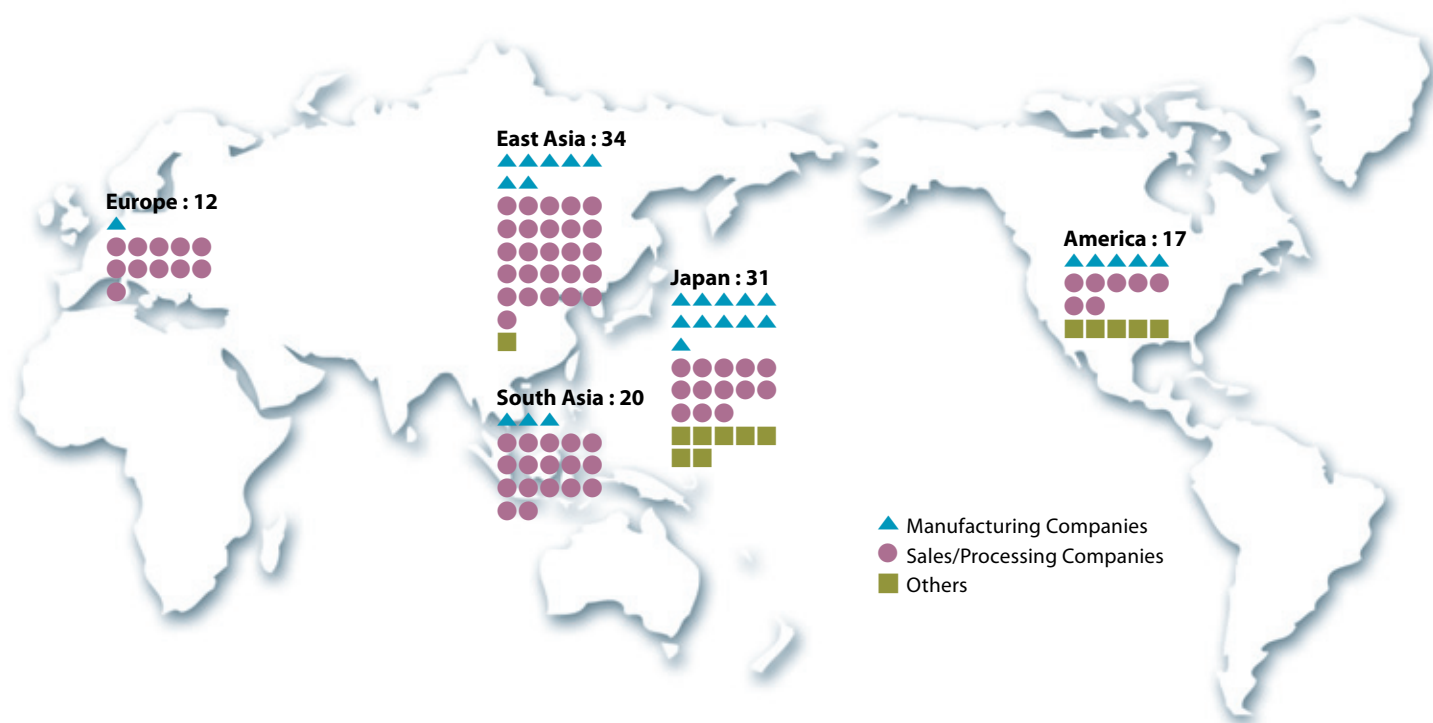 East Asia : 34
Europe : 12
America : 17
Japan : 31
South Asia : 20
Manufacturing Companies
Sales/Processing Companies
Others